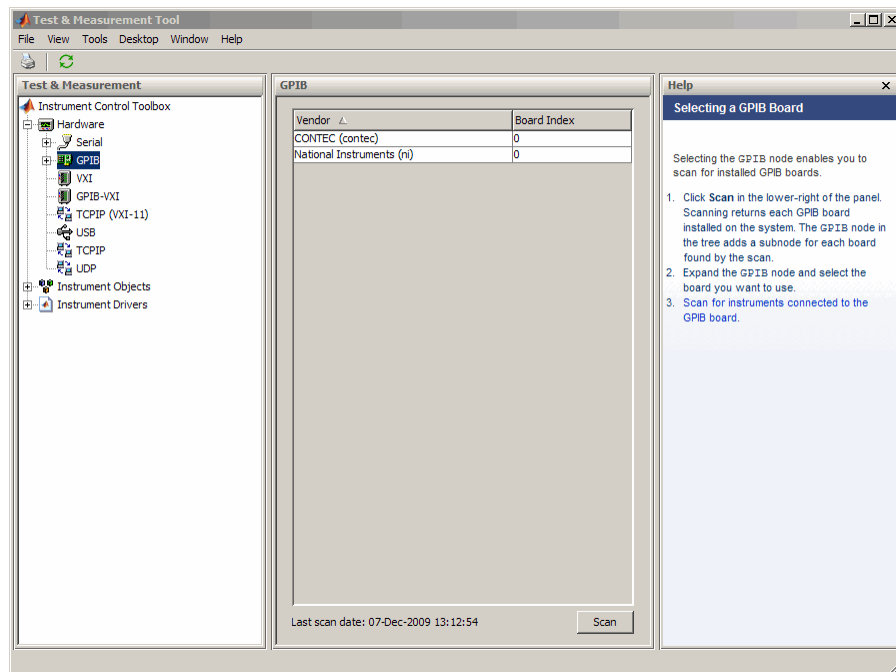 Test & Measurement Tool
File View Tools Desktop Window Help
Test & Measurement
Instrument Control Toolbox
Hardware
Serial
GPIB
VXI
GPIB-VXI
TCPIP (VXI-11)
USB
TCPIP
UDP
Instrument Objects
Instrument Drivers
GPIB
Vendor Board Index
CONTEC (contec) 0
National Instruments (ni) 0
Last scan date: 07-Dec-2009 13:12:54
Scan
Help
Selecting a GPIB Board
Selecting the GPIB node enables you to
scan for installed GPIB boards.
1. Click Scan in the lower-right of the panel.
Scanning returns each GPIB board
installed on the system. The GPIB node in
the tree adds a subnode for each board
found by the scan.
2. Expand the GPIB node and select the
board you want to use.
3. Scan for instruments connected to the
GPIB board.